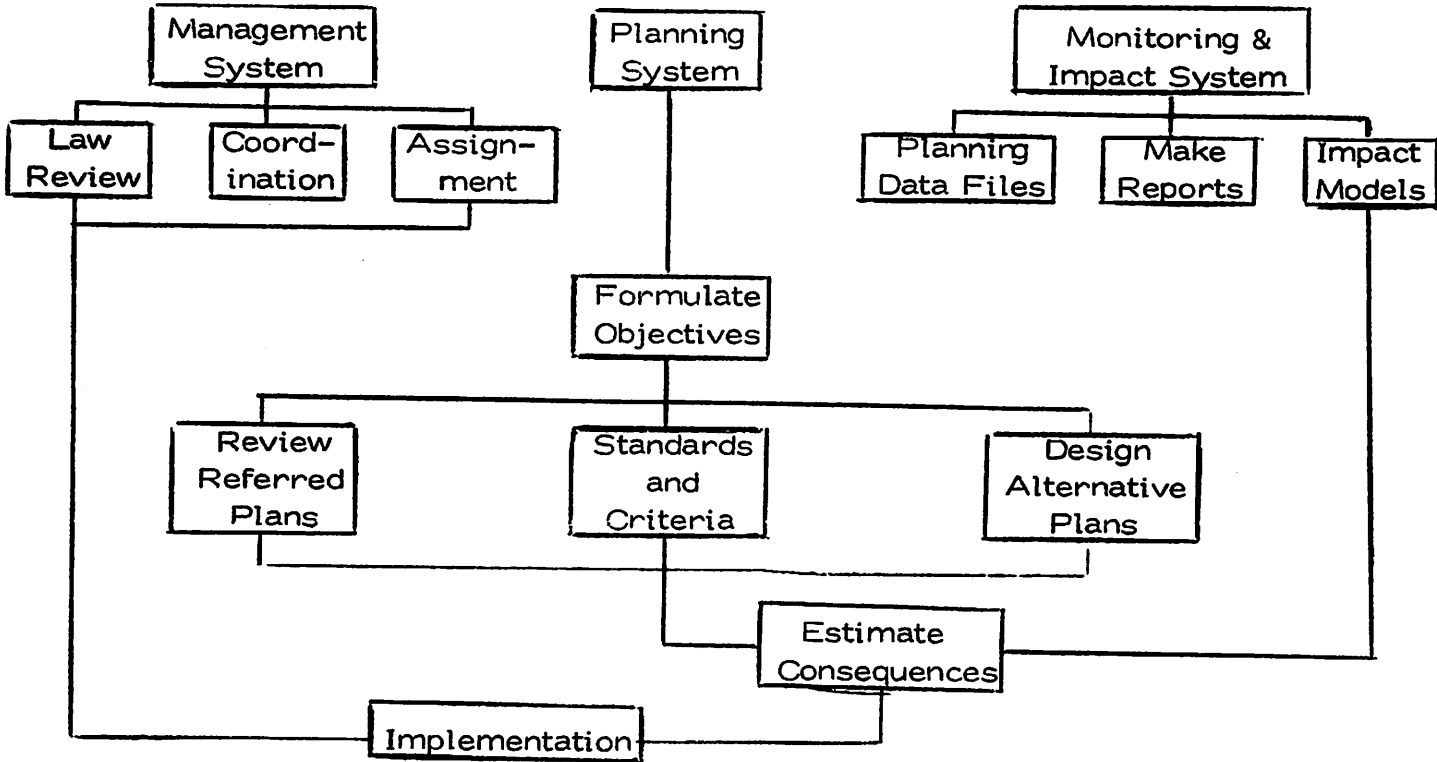 Management
System
Planning
System
Monitoring &
Impact System
Law
Review
Coord-
ination
Assign-
ment
Planning
Data Files
Make
Reports
Impact
Models
Formulate
Objectives
Review
Referred
Plans
Standards
and
Criteria
Design
Alternative
Plans
Estimate
Consequences
Implementation